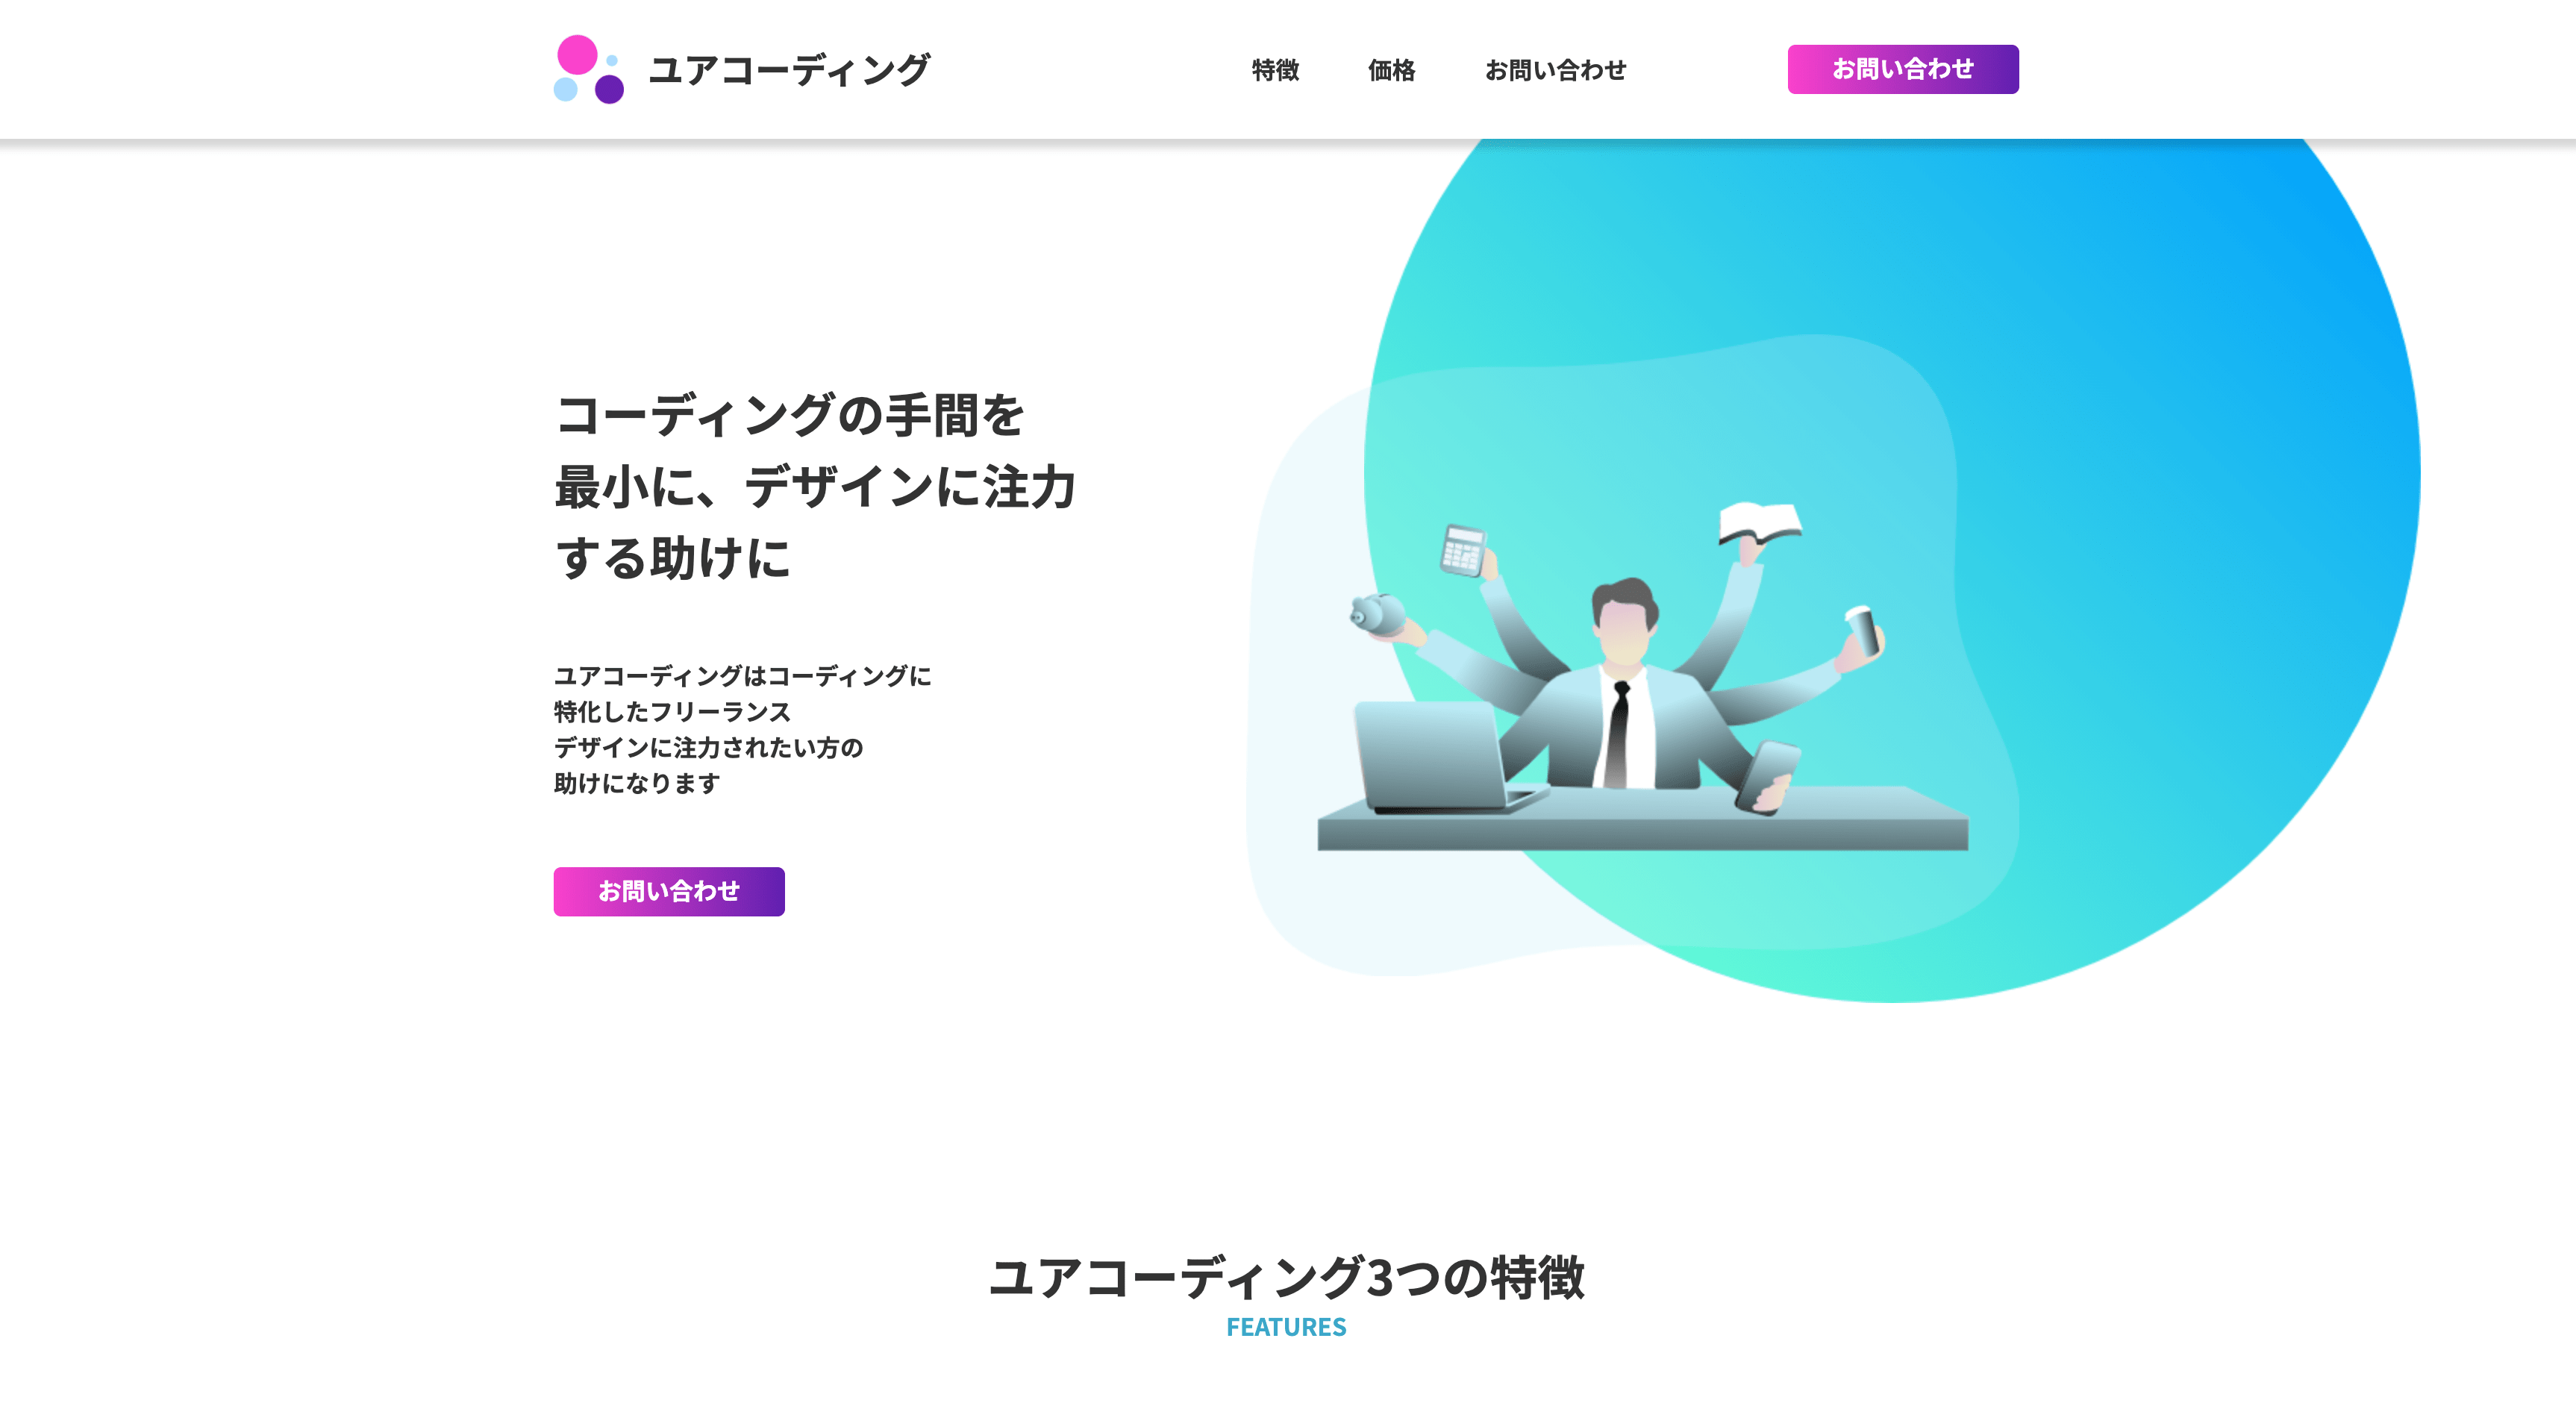 ユアコーディング
特徴
価格
お問い合わせ
お問い合わせ
コーディングの手間を
最小に、デザインに注力
する助けに
ユアコーディングはコーディングに
特化したフリーランス
デザインに注力されたい方の
助けになります
お問い合わせ
ユアコーディング3つの特徴
FEATURES